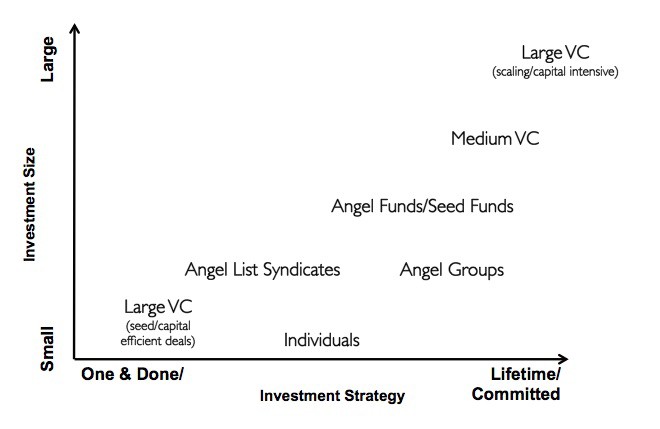 Large
Large VC
(scaling/capital intensive)
Medium VC
Investment Size
Angel Funds/Seed Funds
Angel List Syndicates
Angel Groups
Large VC
(seed/capital
efficient deals)
Individuals
Small
One & Done/
Investment Strategy
Lifetime/
Committed